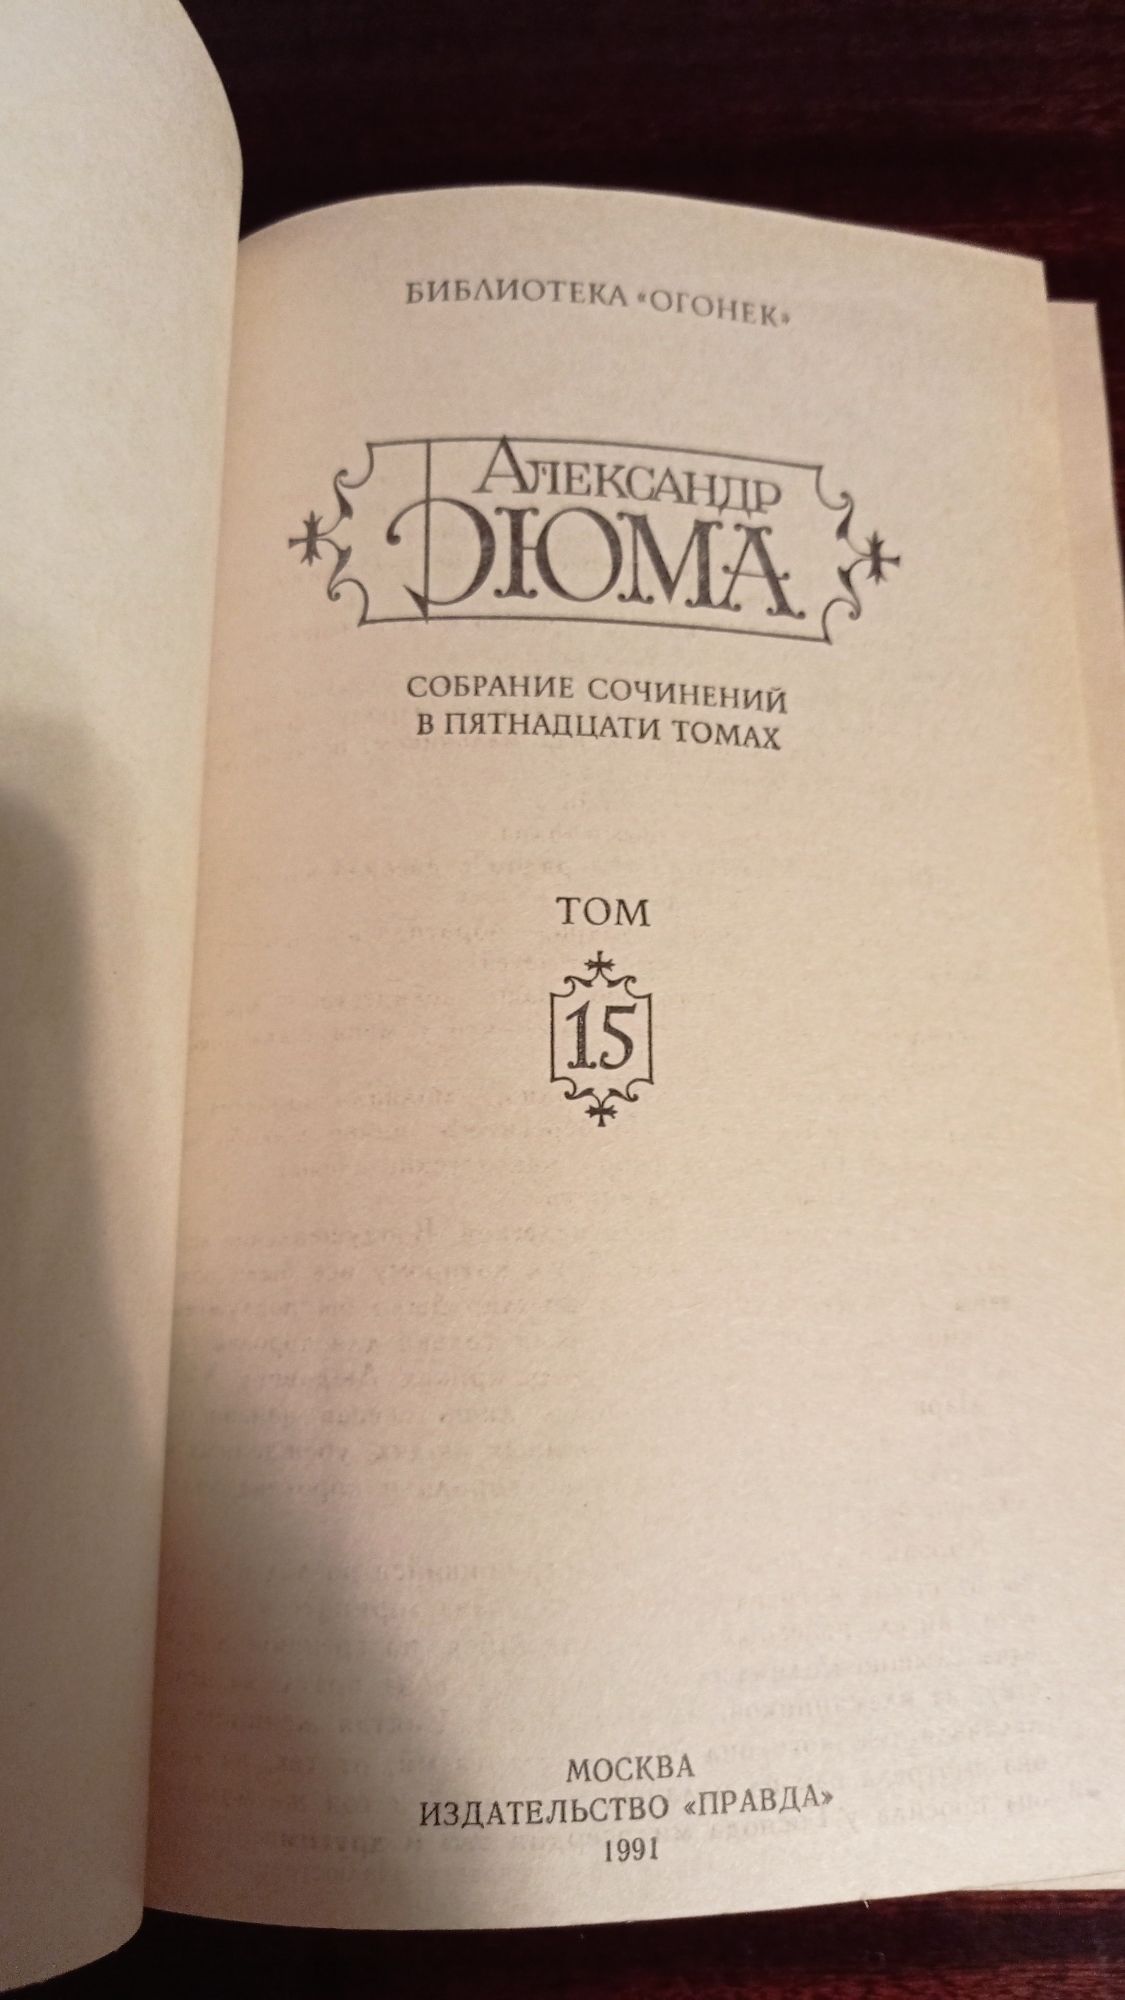 БИБЛИОТЕКА «ОГОНЕК»
АЛЕКСАНДР
ДЮМА
СОБРАНИЕ СОЧИНЕНИЙ
В ПЯТНАДЦАТИ ТОМАХ
ТОМ
15
МОСКВА
ИЗДАТЕЛЬСТВО «ПРАВДА»
1991